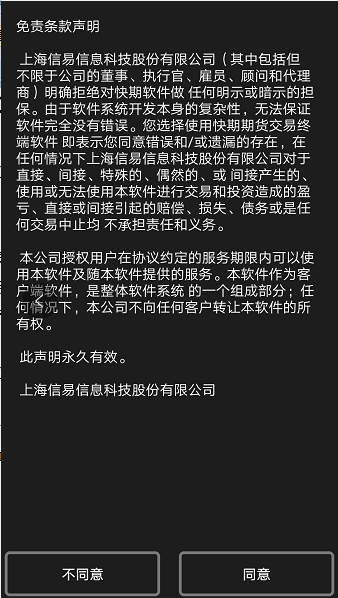 免责条款声明
上海信易信息科技股份有限公司（其中包括但
不限于公司的董事、执行官、雇员、顾问和代理
商）明确拒绝对快期软件做 任何明示或暗示的担
保。由于软件系统开发本身的复杂性，无法保证
软件完全没有错误。您选择使用快期期货交易终
端软件 即表示您同意错误和/或遗漏的存在，在
任何情况下上海信易信息科技股份有限公司对于
直接、间接、特殊的、偶然的、或 间接产生的、
使用或无法使用本软件进行交易和投资造成的盈
亏、直接或间接引起的赔偿、损失、债务或是任
何交易中止均 不承担责任和义务。
本公司授权用户在协议约定的服务期限内可以使
用本软件及随本软件提供的服务。本软件作为客
户端软件，是整体软件系统 的一个组成部分；任
何情况下，本公司不向任何客户转让本软件的所
有权。
此声明永久有效。
上海信易信息科技股份有限公司
不同意
同意